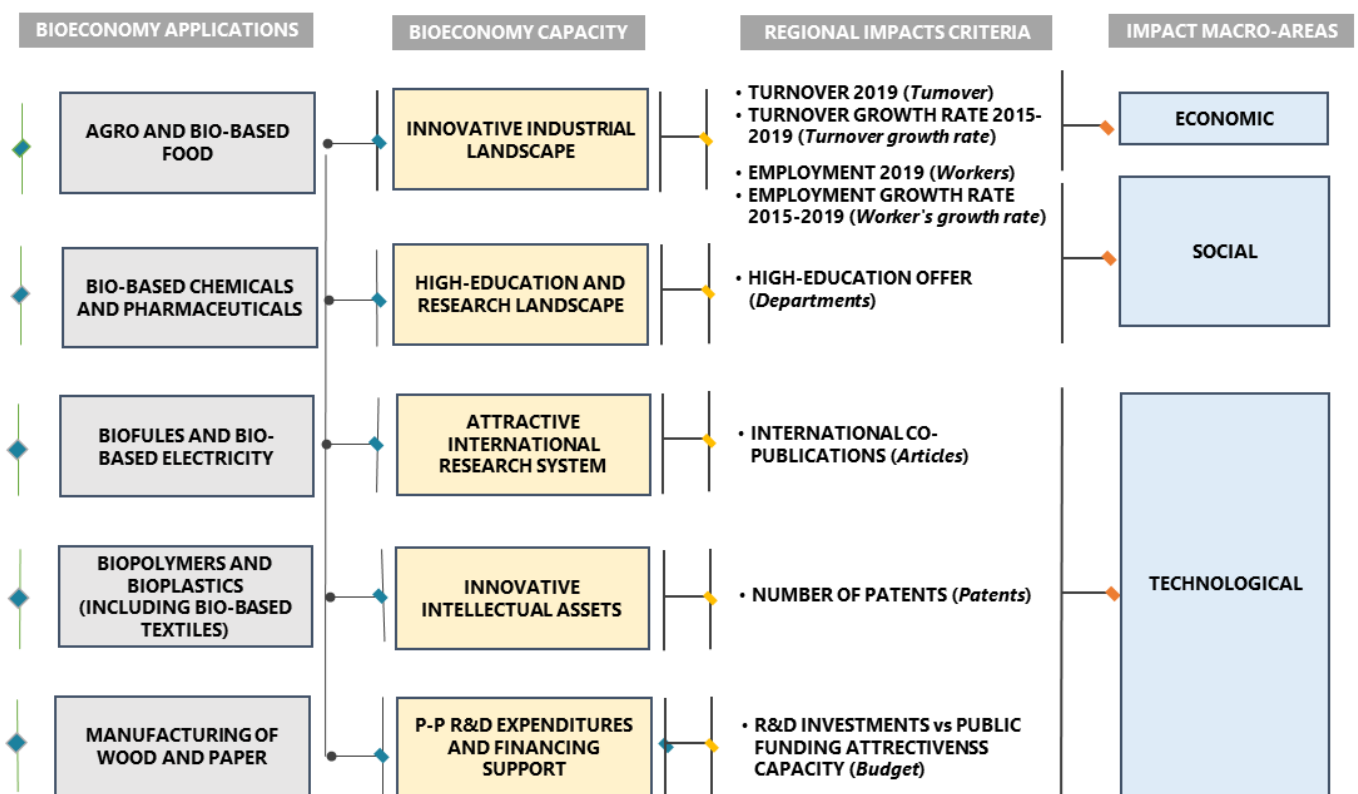 BIOECONOMY APPLICATIONS
BIOECONOMY CAPACITY
REGIONAL IMPACTS CRITERIA
IMPACT MACRO-AREAS
AGRO AND BIO-BASED
FOOD
INNOVATIVE INDUSTRIAL
LANDSCAPE
• TURNOVER 2019 (Turnover)
• TURNOVER GROWTH RATE 2015-
2019 (Turnover growth rate)
• EMPLOYMENT 2019 (Workers)
• EMPLOYMENT GROWTH RATE
2015-2019 (Worker's growth rate)
ECONOMIC
BIO-BASED CHEMICALS
AND PHARMACEUTICALS
HIGH-EDUCATION AND
RESEARCH LANDSCAPE
• HIGH-EDUCATION OFFER
(Departments)
SOCIAL
BIOFULES AND BIO-
BASED ELECTRICITY
ATTRACTIVE
INTERNATIONAL
RESEARCH SYSTEM
• INTERNATIONAL CO-
PUBLICATIONS (Articles)
BIOPOLYMERS AND
BIOPLASTICS
(INCLUDING BIO-BASED
TEXTILES)
INNOVATIVE
INTELLECTUAL ASSETS
• NUMBER OF PATENTS (Patents)
TECHNOLOGICAL
MANUFACTURING OF
WOOD AND PAPER
P-P R&D EXPENDITURES
AND FINANCING
SUPPORT
• R&D INVESTMENTS vs PUBLIC
FUNDING ATTRECTIVENSS
CAPACITY (Budget)